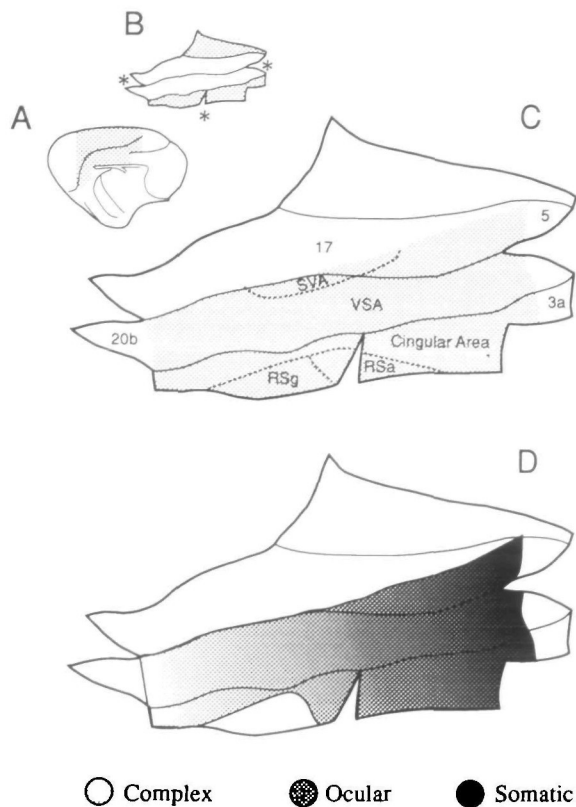 B
*
*
*
A
C
5
17
SVA
VSA
3a
20b
Cingular Area
RSg
RSa
D
Complex Ocular Somatic